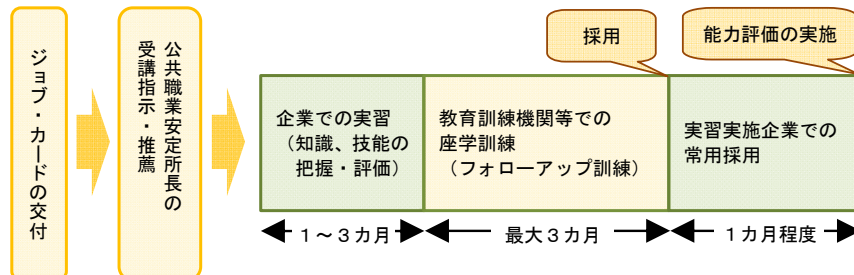 ジョブ・カードの交付
公共職業安定所長の
受講指示・推薦
採用
能力評価の実施
企業での実習
（知識、技能の
把握・評価）
教育訓練機関等での
座学訓練
（フォローアップ訓練）
実習実施企業での
常用採用
１～３カ月
最大３カ月
１カ月程度